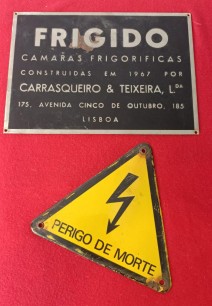 FRIGIDO
CAMARAS FRIGORIFICAS
CONSTRUIDAS EM 1967 POR
CARRASQUEIRO & TEIXEIRA, L.DA
175, AVENIDA CINCO DE OUTUBRO, 185
LISBOA
PERIGO DE MORTE